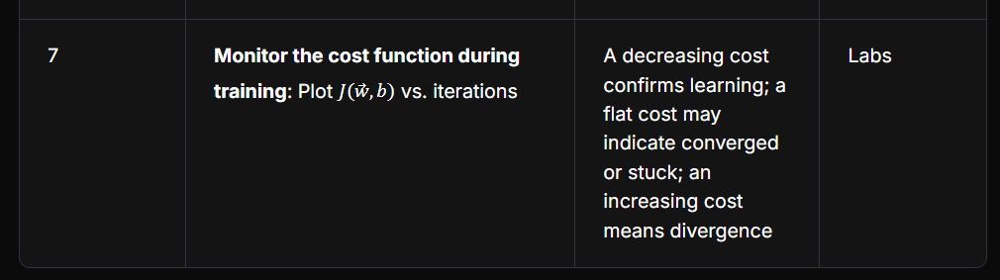 7
Monitor the cost function during
training: Plot J(w⃗, b) vs. iterations
A decreasing cost
confirms learning; a
flat cost may
indicate converged
or stuck; an
increasing cost
means divergence
Labs